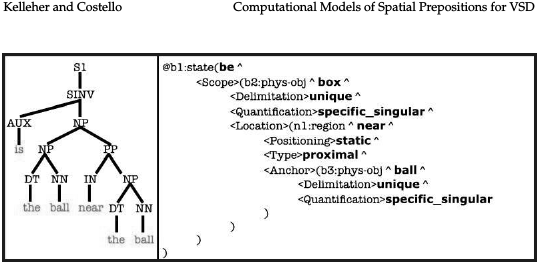 Kelleher and Costello Computational Models of Spatial Prepositions for VSD
S1
SINV
AUX NP
is NP PP
DT NN IN NP
the ball near DT NN
the ball
@b1:state(be ^
<Scope>(b2:phys-obj ^ box ^
<Delimitation>unique ^
<Quantification>specific_singular ^
<Location>(n1:region ^ near ^
<Positioning>static ^
<Type>proximal ^
<Anchor>(b3:phys-obj ^ ball ^
<Delimitation>unique ^
<Quantification>specific_singular
)
)
)
)